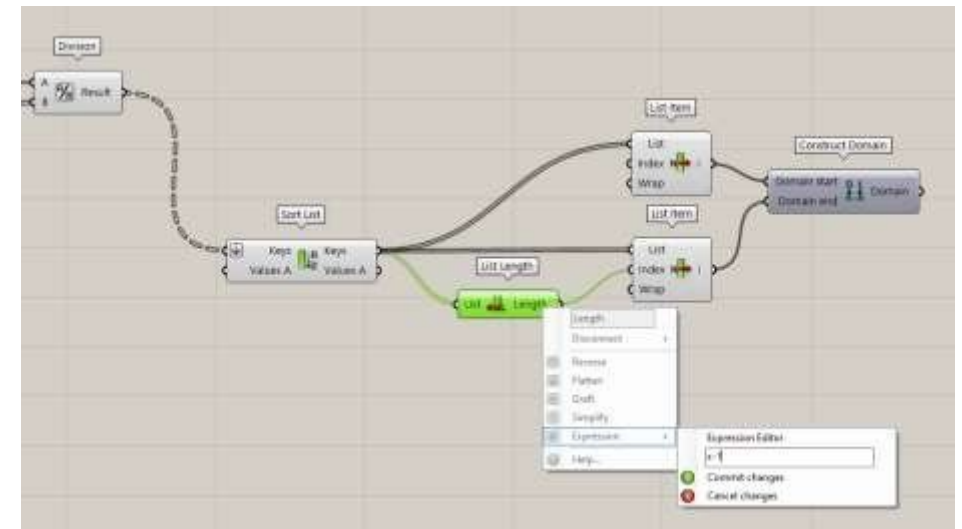 Division
A
B
Result
List Item
List
Index
Wrap
i
Construct Domain
Domain start
Domain end
Domain
Sort List
Keys
Values A
Keys
Values A
List Item
List
Index
Wrap
i
List Length
List
Length
Length
Disconnect
Reverse
Flatten
Graft
Simplify
Expression
Help...
Expression Editor
x-1
Commit changes
Cancel changes